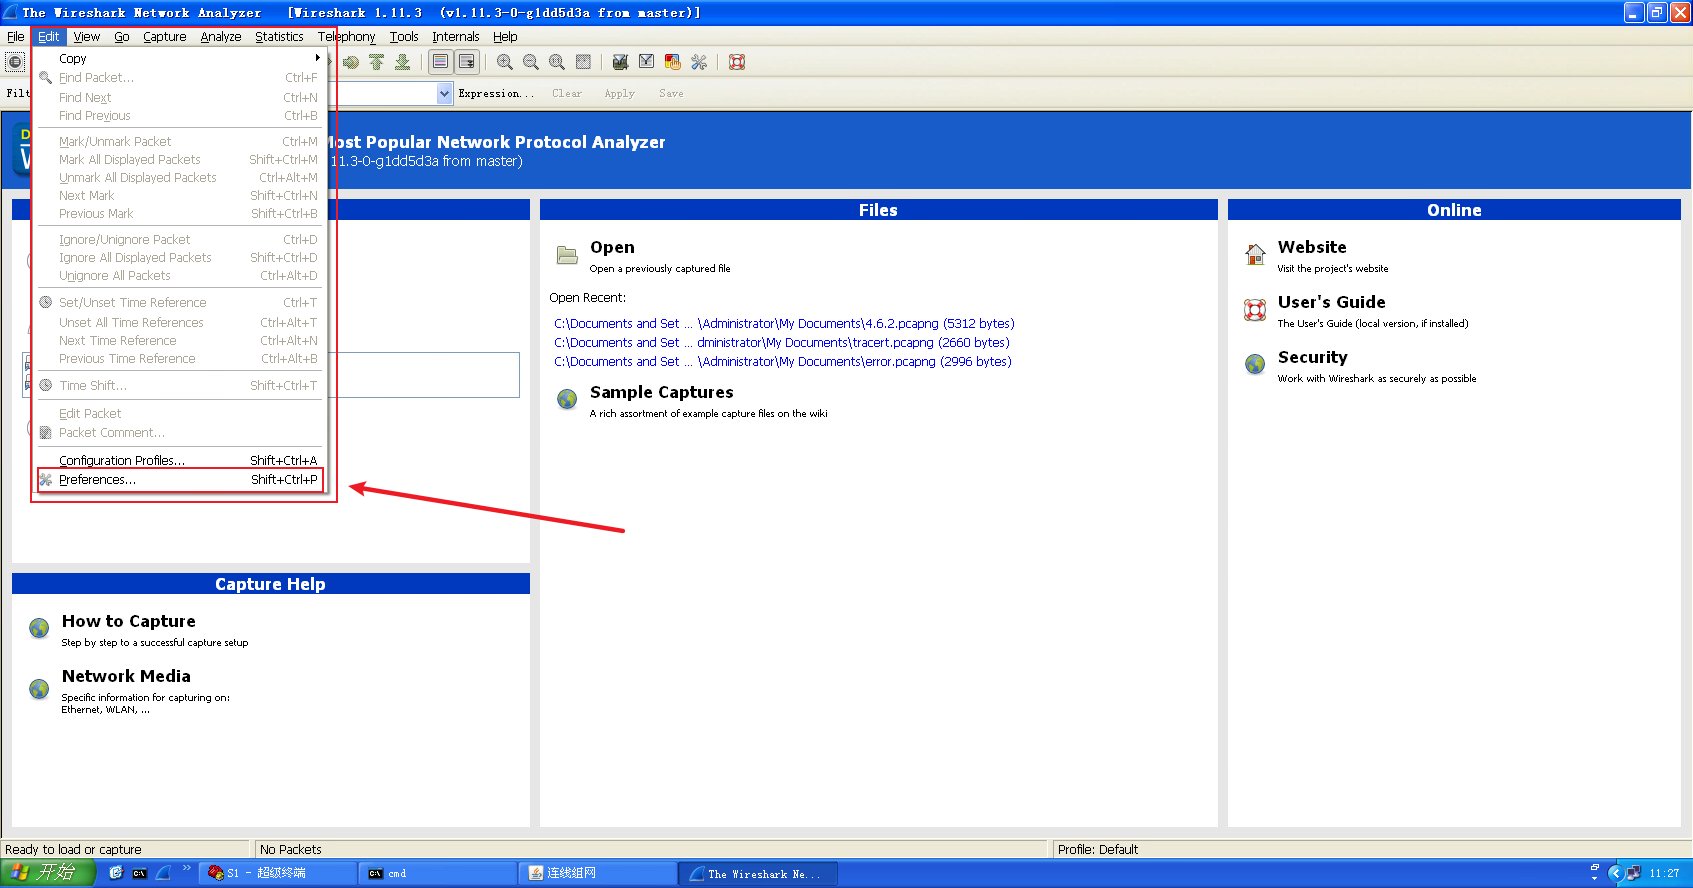 The Wireshark Network Analyzer [Wireshark 1.11.3 (v1.11.3-0-g1dd5d3a from master)]
File Edit View Go Capture Analyze Statistics Telephony Tools Internals Help
Expression... Clear Apply Save
Copy
Find Packet... Ctrl+F
Find Next Ctrl+N
Find Previous Ctrl+B
Mark/Unmark Packet Ctrl+M
Mark All Displayed Packets Shift+Ctrl+M
Unmark All Displayed Packets Ctrl+Alt+M
Next Mark Shift+Ctrl+N
Previous Mark Shift+Ctrl+B
Ignore/Unignore Packet Ctrl+D
Ignore All Displayed Packets Shift+Ctrl+D
Unignore All Packets Ctrl+Alt+D
Set/Unset Time Reference Ctrl+T
Unset All Time References Ctrl+Alt+T
Next Time Reference Ctrl+Alt+N
Previous Time Reference Ctrl+Alt+B
Time Shift... Shift+Ctrl+T
Edit Packet
Packet Comment...
Configuration Profiles... Shift+Ctrl+A
Preferences... Shift+Ctrl+P
Most Popular Network Protocol Analyzer
11.3-0-g1dd5d3a from master)
Files
Open
Open a previously captured file
Open Recent:
C:\Documents and Set ... \Administrator\My Documents\4.6.2.pcapng (5312 bytes)
C:\Documents and Set ... dministrator\My Documents\tracert.pcapng (2660 bytes)
C:\Documents and Set ... \Administrator\My Documents\error.pcapng (2996 bytes)
Sample Captures
A rich assortment of example capture files on the wiki
Online
Website
Visit the project's website
User's Guide
The User's Guide (local version, if installed)
Security
Work with Wireshark as securely as possible
Capture Help
How to Capture
Step by step to a successful capture setup
Network Media
Specific information for capturing on:
Ethernet, WLAN, ...
Ready to load or capture No Packets Profile: Default
开始 S1 - 超级终端 cmd 连线组网 The Wireshark Ne... 11:27